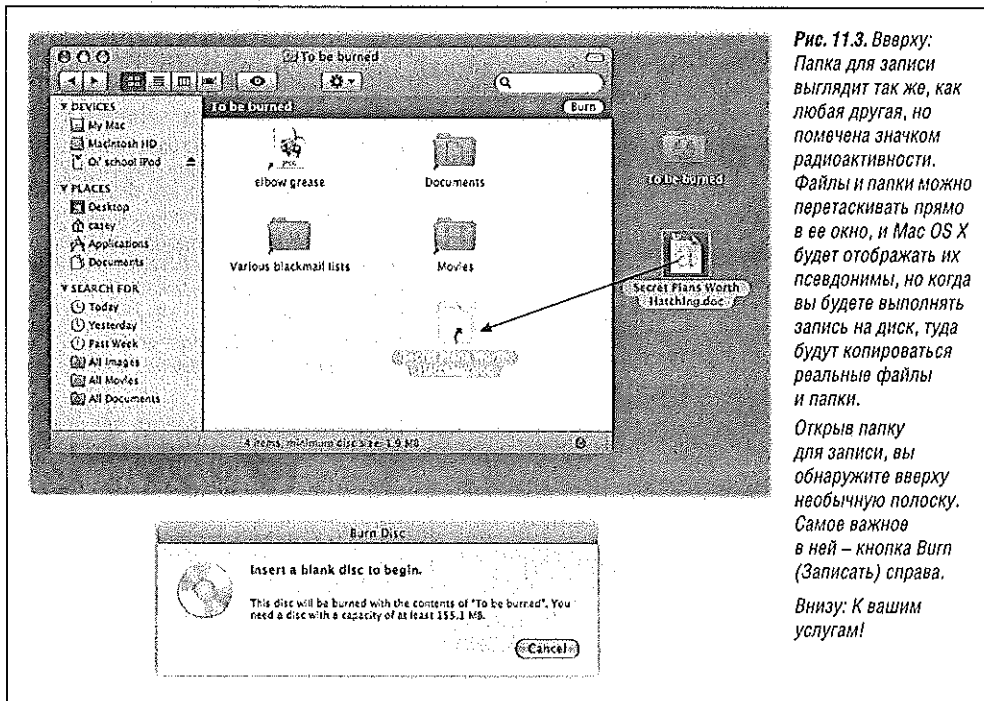 To be burned
To be burned
Burn
DEVICES
My Mac
Macintosh HD
Ol' school iPod
PLACES
Desktop
casey
Applications
Documents
SEARCH FOR
Today
Yesterday
Past Week
All Images
All Movies
All Documents
elbow grease
Documents
Various blackmail lists
Movies
4 items, minimum disc size: 1.9 MB
To be burned
Secret Plans Worth
Hatching.doc
Burn Disc
Insert a blank disc to begin.
This disc will be burned with the contents of "To be burned". You
need a disc with a capacity of at least 155.1 MB.
Cancel
Рис. 11.3. Вверху:
Папка для записи
выглядит так же, как
любая другая, но
помечена значком
радиоактивности.
Файлы и папки можно
перетаскивать прямо
в ее окно, и Mac OS X
будет отображать их
псевдонимы, но когда
вы будете выполнять
запись на диск, туда
будут копироваться
реальные файлы
и папки.
Открыв папку
для записи, вы
обнаружите вверху
необычную полоску.
Самое важное
в ней – кнопка Burn
(Записать) справа.
Внизу: К вашим
услугам!